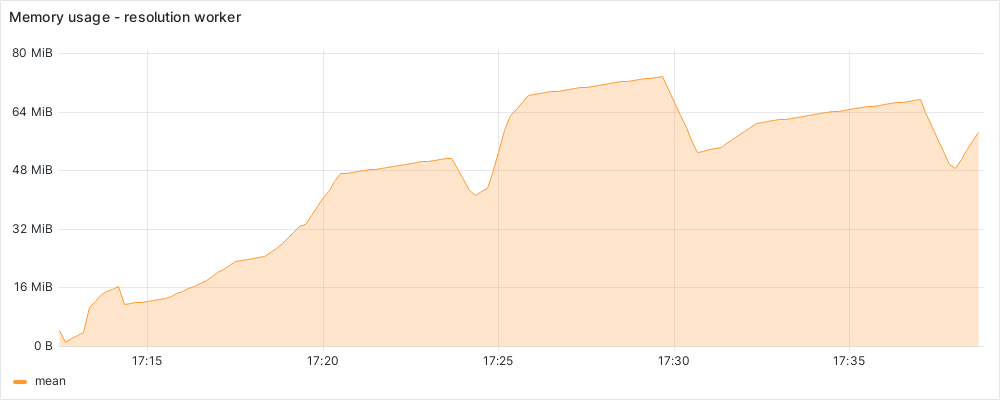 Memory usage - resolution worker
80 MiB
64 MiB
48 MiB
32 MiB
16 MiB
0 B
17:15 17:20 17:25 17:30 17:35
mean